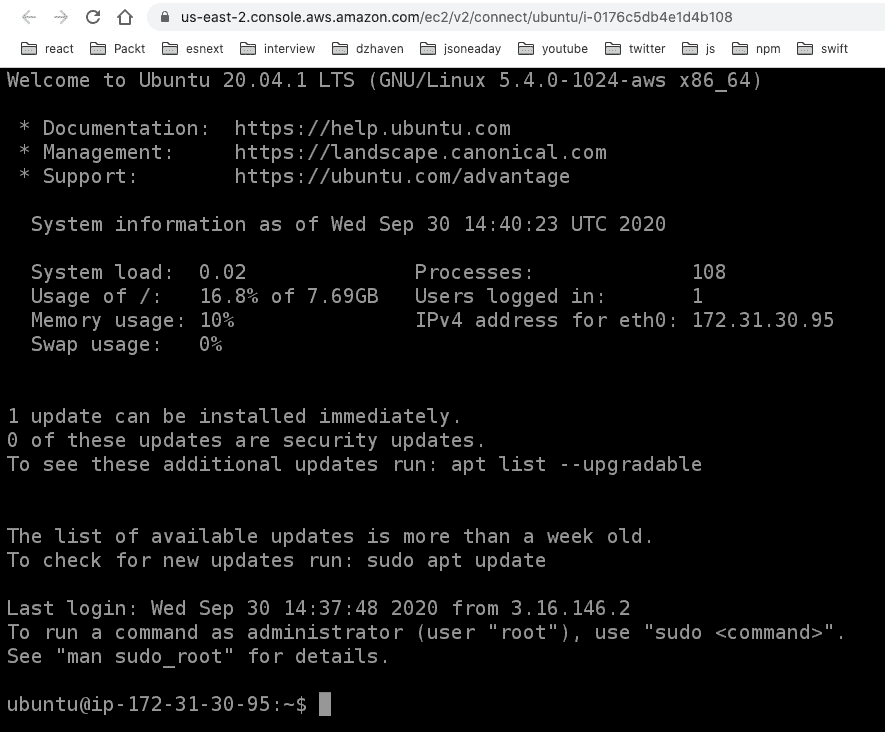 us-east-2.console.aws.amazon.com/ec2/v2/connect/ubuntu/i-0176c5db4e1d4b108
react Packt esnext interview dzhaven jsoneaday youtube twitter js npm swift
Welcome to Ubuntu 20.04.1 LTS (GNU/Linux 5.4.0-1024-aws x86_64)
* Documentation: https://help.ubuntu.com
* Management: https://landscape.canonical.com
* Support: https://ubuntu.com/advantage
System information as of Wed Sep 30 14:40:23 UTC 2020
System load: 0.02 Processes: 108
Usage of /: 16.8% of 7.69GB Users logged in: 1
Memory usage: 10% IPv4 address for eth0: 172.31.30.95
Swap usage: 0%
1 update can be installed immediately.
0 of these updates are security updates.
To see these additional updates run: apt list --upgradable
The list of available updates is more than a week old.
To check for new updates run: sudo apt update
Last login: Wed Sep 30 14:37:48 2020 from 3.16.146.2
To run a command as administrator (user "root"), use "sudo <command>".
See "man sudo_root" for details.
ubuntu@ip-172-31-30-95:~$